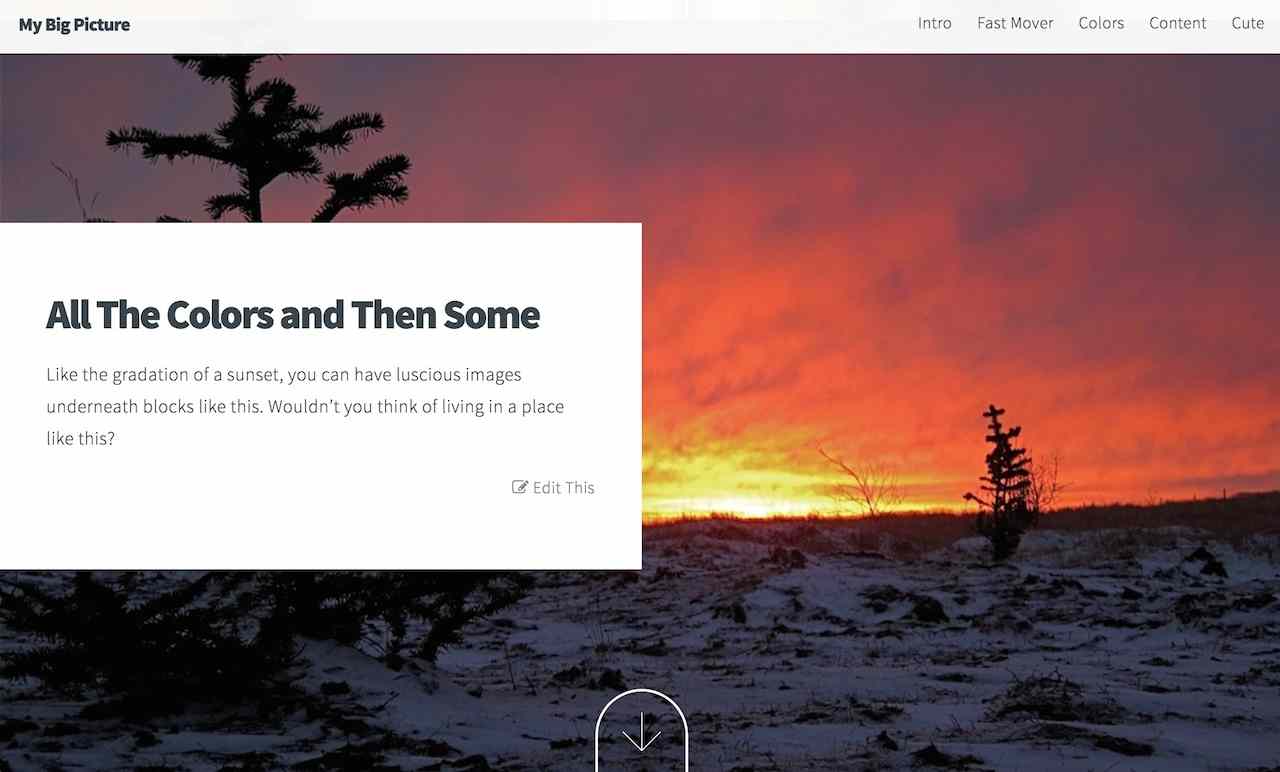 My Big Picture
Intro Fast Mover Colors Content Cute
All The Colors and Then Some
Like the gradation of a sunset, you can have luscious images
underneath blocks like this. Wouldn’t you think of living in a place
like this?
Edit This